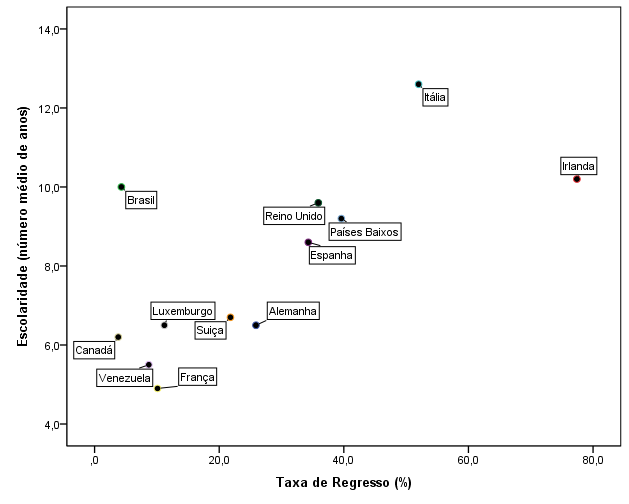 14,0
12,0
10,0
8,0
6,0
4,0
Escolaridade (número médio de anos)
Itália
Irlanda
Brasil
Reino Unido
Países Baixos
Espanha
Luxemburgo
Alemanha
Suiça
Canadá
Venezuela
França
,0
20,0
40,0
60,0
80,0
Taxa de Regresso (%)